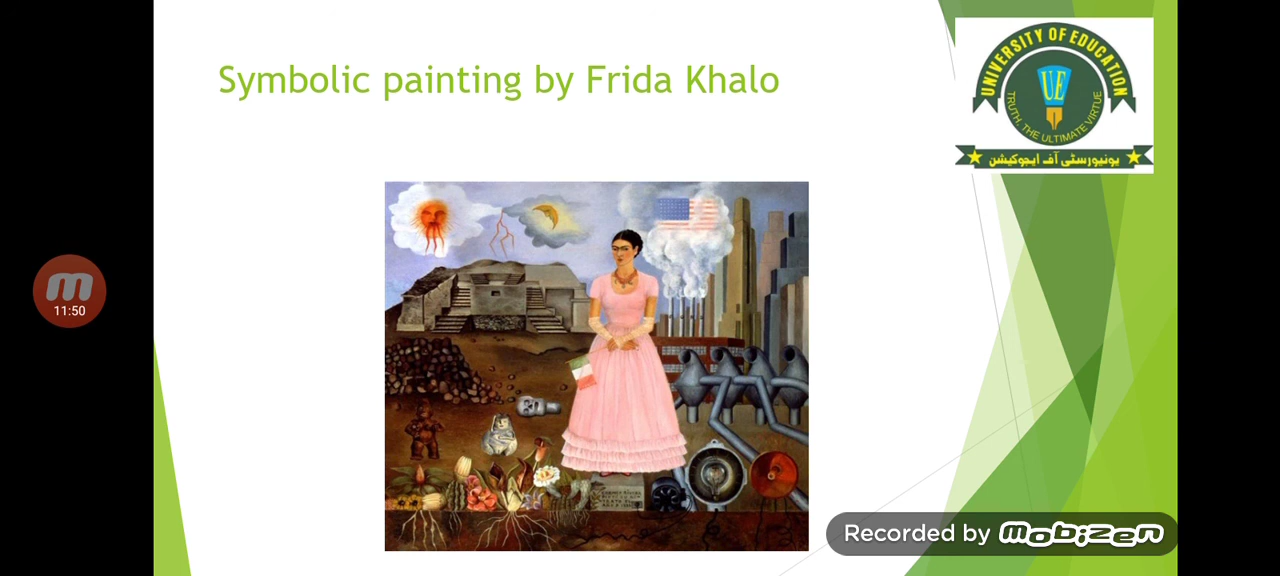 Symbolic painting by Frida Khalo
UNIVERSITY OF EDUCATION
UE
TRUTH, THE ULTIMATE VIRTUE
یونیورسٹی آف ایجوکیشن
11:50
Recorded by MOBIZEN